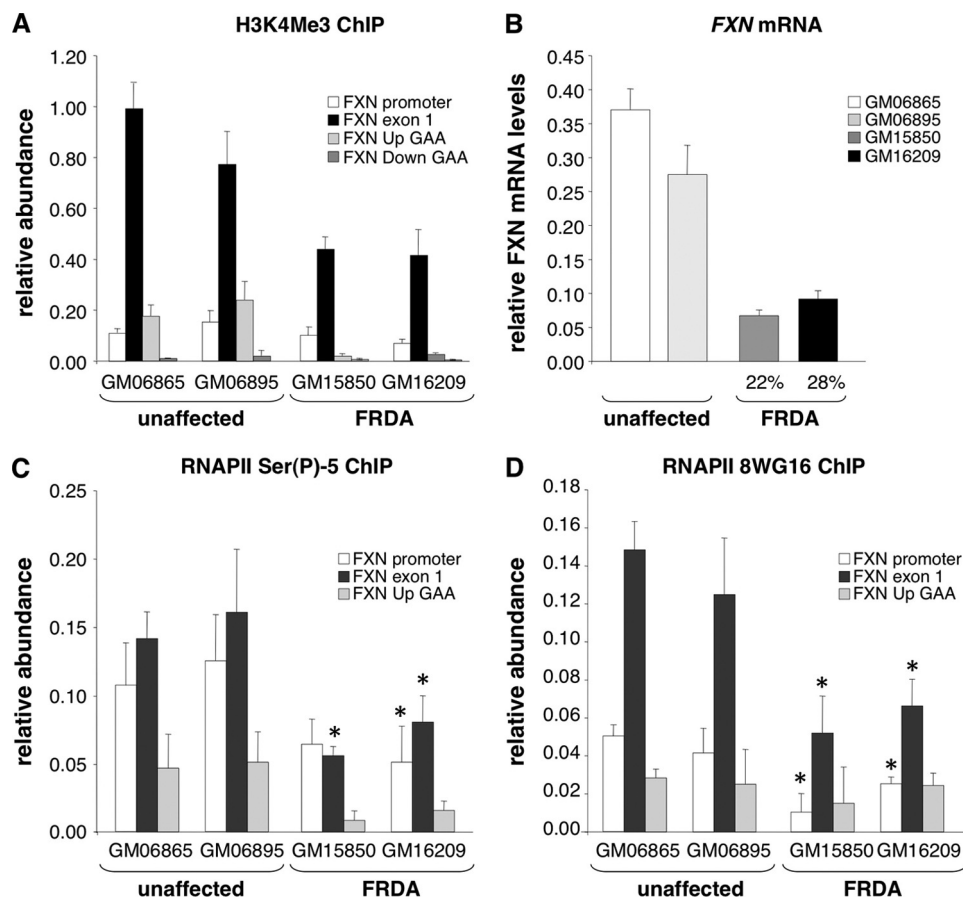 A
H3K4Me3 ChIP
relative abundance
1.20
1.00
0.80
0.60
0.40
0.20
0.00
FXN promoter
FXN exon 1
FXN Up GAA
FXN Down GAA
GM06865 GM06895 GM15850 GM16209
unaffected FRDA
B
FXN mRNA
relative FXN mRNA levels
0.45
0.40
0.35
0.30
0.25
0.20
0.15
0.10
0.05
0.00
GM06865
GM06895
GM15850
GM16209
22% 28%
unaffected FRDA
C
RNAPII Ser(P)-5 ChIP
relative abundance
0.25
0.20
0.15
0.10
0.05
0.00
FXN promoter
FXN exon 1
FXN Up GAA
* * *
GM06865 GM06895 GM15850 GM16209
unaffected FRDA
D
RNAPII 8WG16 ChIP
relative abundance
0.18
0.16
0.14
0.12
0.10
0.08
0.06
0.04
0.02
0.00
FXN promoter
FXN exon 1
FXN Up GAA
* * * *
GM06865 GM06895 GM15850 GM16209
unaffected FRDA